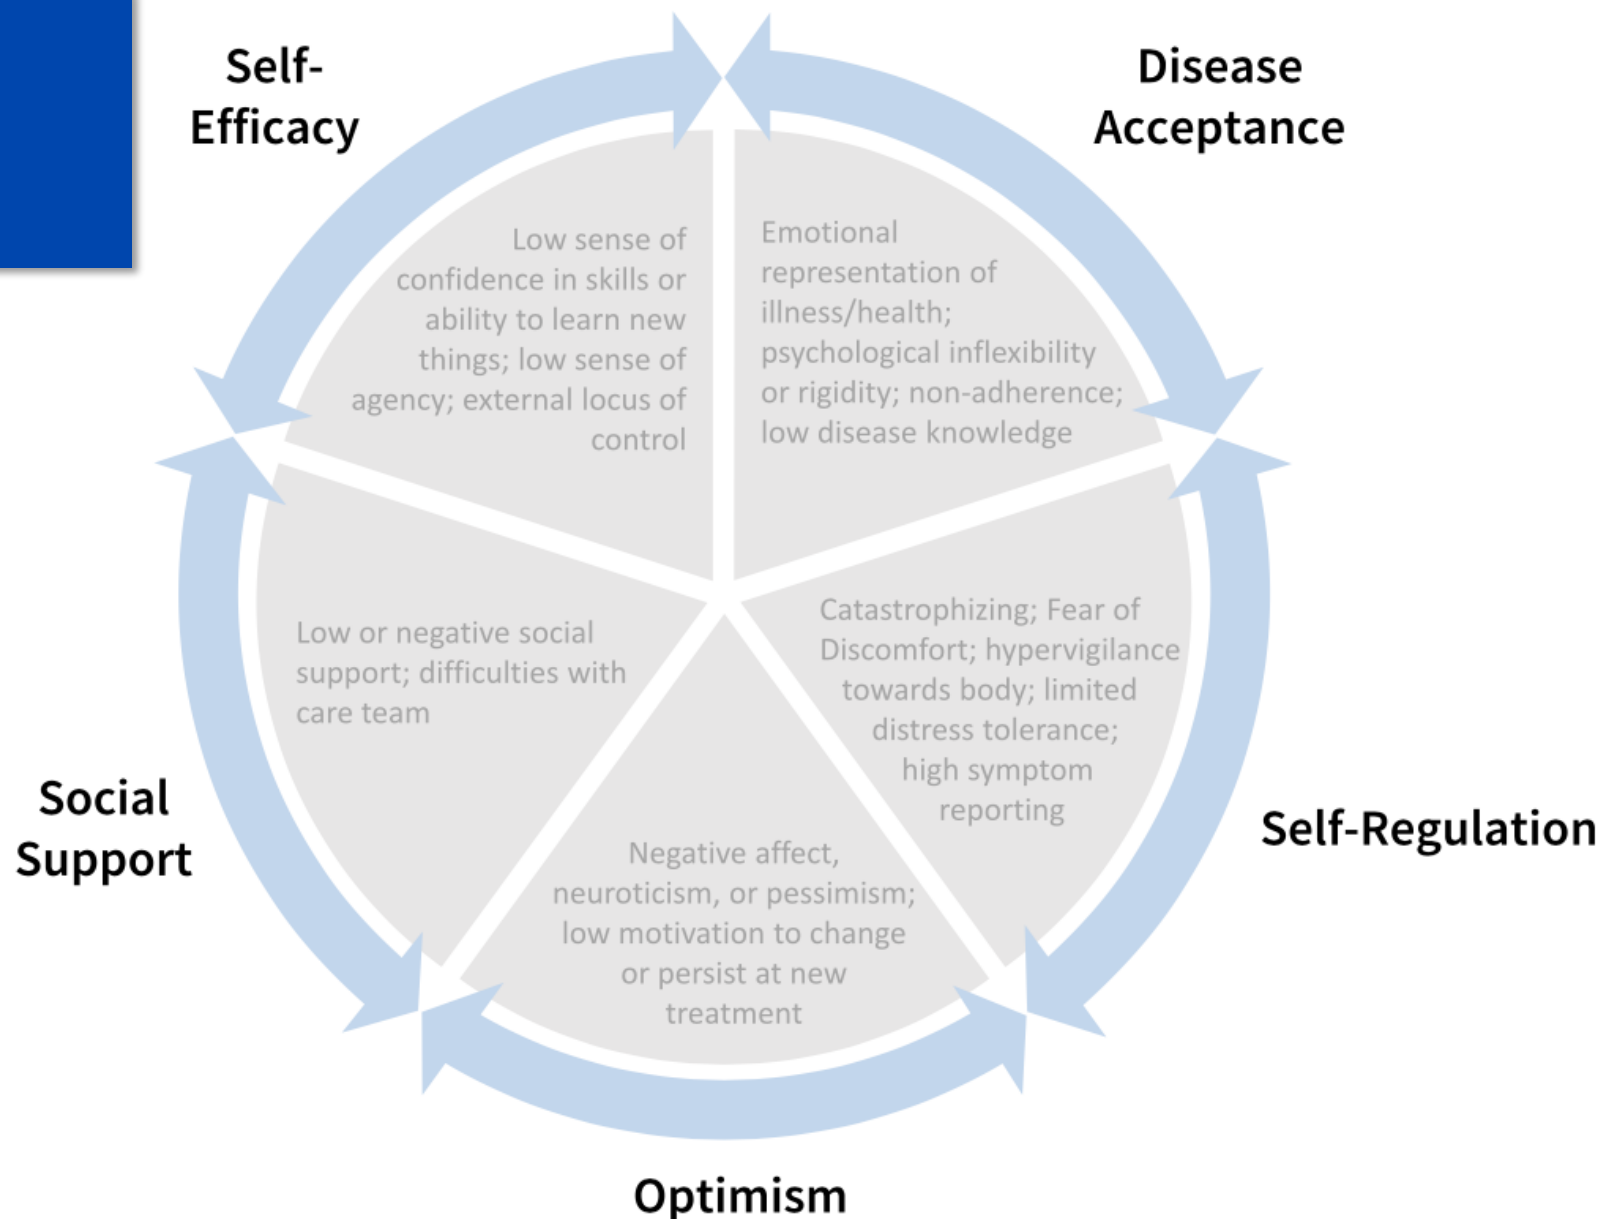 Self-
Efficacy
Disease
Acceptance
Low sense of
confidence in skills or
ability to learn new
things; low sense of
agency; external locus of
control
Emotional
representation of
illness/health;
psychological inflexibility
or rigidity; non-adherence;
low disease knowledge
Low or negative social
support; difficulties with
care team
Catastrophizing; Fear of
Discomfort; hypervigilance
towards body; limited
distress tolerance;
high symptom
reporting
Social
Support
Self-Regulation
Negative affect,
neuroticism, or pessimism;
low motivation to change
or persist at new
treatment
Optimism